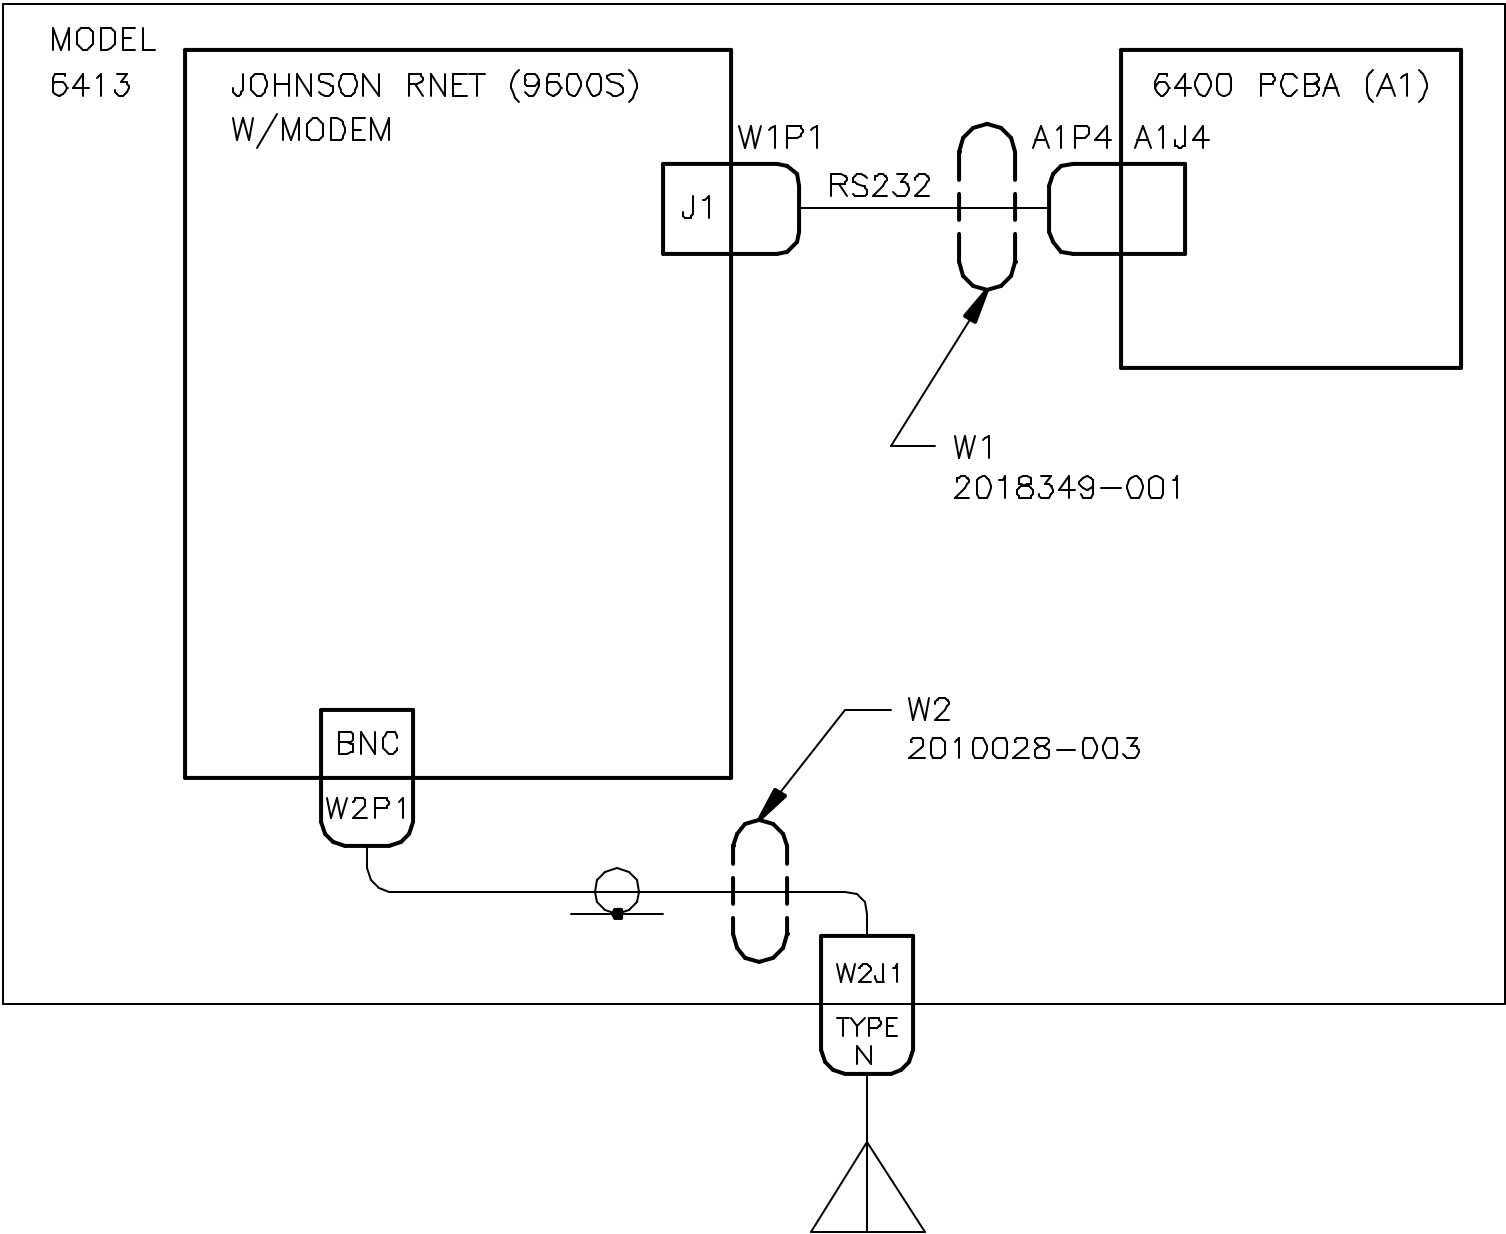 MODEL
6413
JOHNSON RNET (9600S)
W/MODEM
6400 PCBA (A1)
W1P1
A1P4
A1J4
J1
RS232
W1
2018349-001
W2
2010028-003
BNC
W2P1
W2J1
TYPE
N